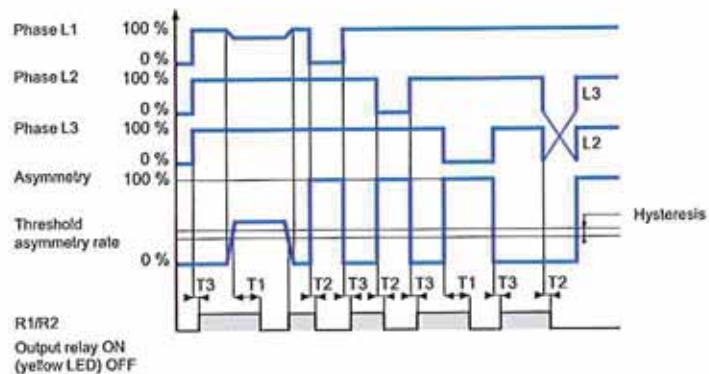 Phase L1
100 %
0 %
Phase L2
100 %
0 %
L3
Phase L3
100 %
0 %
L2
Asymmetry
100 %
Hysteresis
Threshold
asymmetry rate
0 %
T3 T1 T2 T3 T2 T3 T1 T3 T2
R1/R2
Output relay ON
(yellow LED) OFF